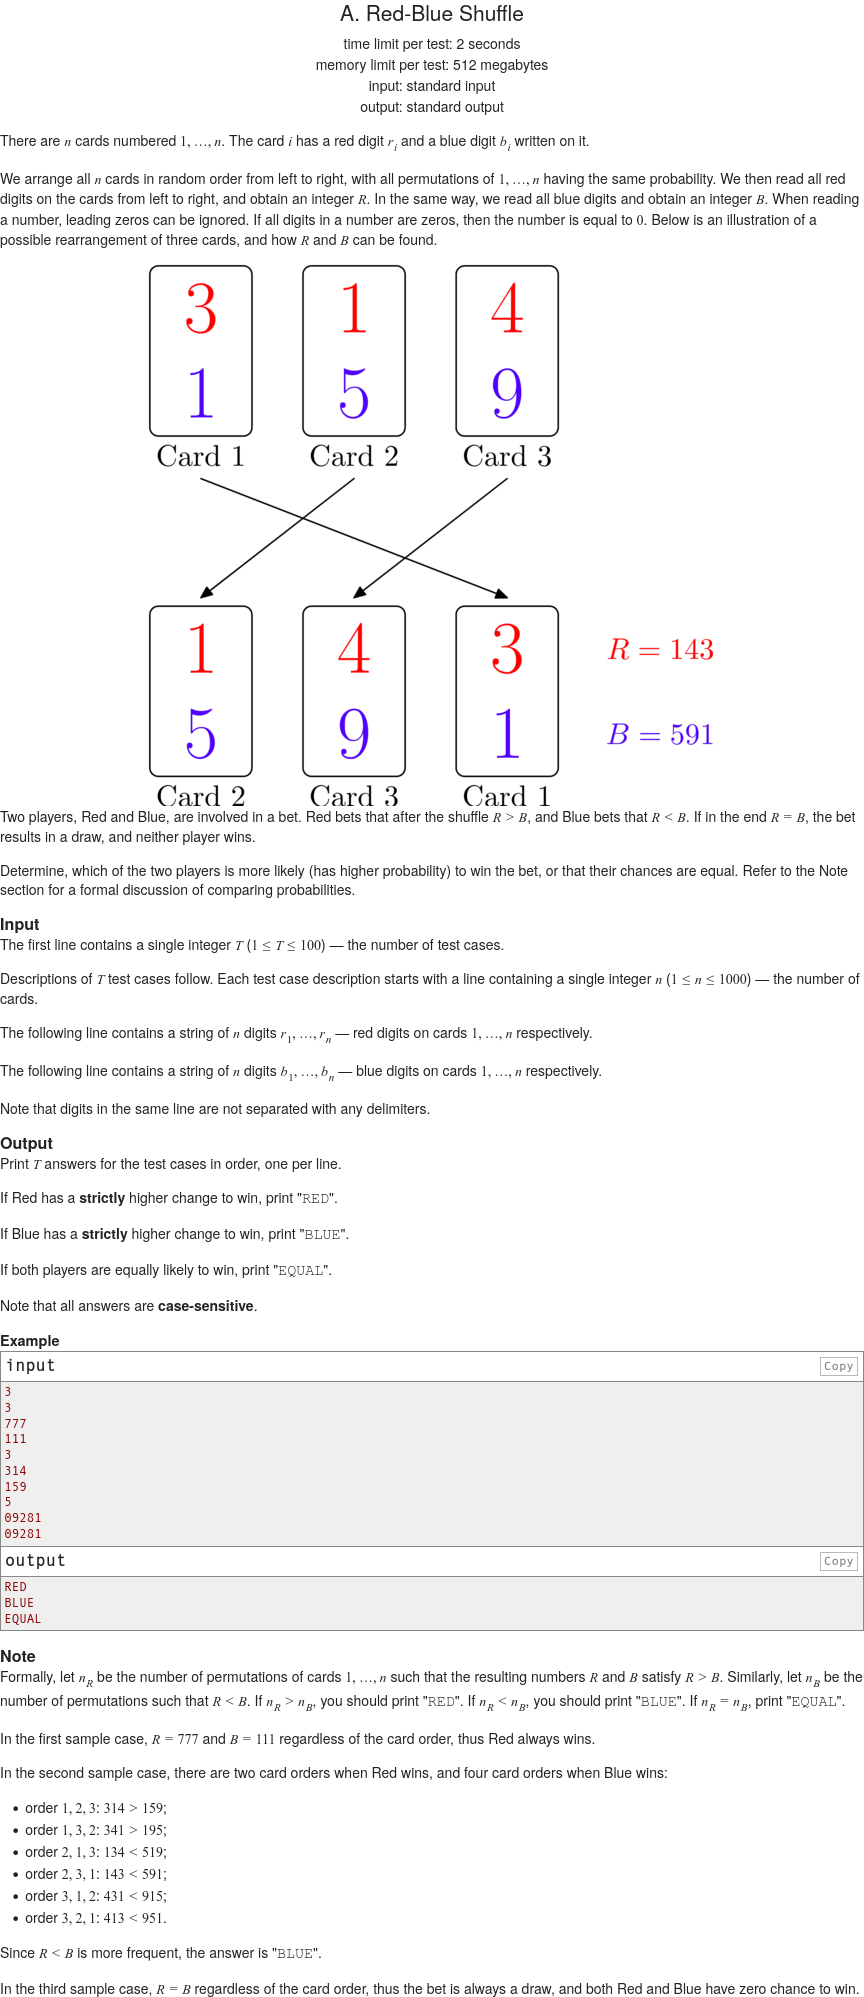 A. Red-Blue Shuffle
time limit per test: 2 seconds
memory limit per test: 512 megabytes
input: standard input
output: standard output
There are n cards numbered 1, …, n. The card i has a red digit r_i and a blue digit b_i written on it.
We arrange all n cards in random order from left to right, with all permutations of 1, …, n having the same probability. We then read all red
digits on the cards from left to right, and obtain an integer R. In the same way, we read all blue digits and obtain an integer B. When reading
a number, leading zeros can be ignored. If all digits in a number are zeros, then the number is equal to 0. Below is an illustration of a
possible rearrangement of three cards, and how R and B can be found.
3 1 4
1 5 9
Card 1 Card 2 Card 3
1 4 3 R = 143
5 9 1 B = 591
Card 2 Card 3 Card 1
Two players, Red and Blue, are involved in a bet. Red bets that after the shuffle R > B, and Blue bets that R < B. If in the end R = B, the bet
results in a draw, and neither player wins.
Determine, which of the two players is more likely (has higher probability) to win the bet, or that their chances are equal. Refer to the Note
section for a formal discussion of comparing probabilities.
Input
The first line contains a single integer T (1 ≤ T ≤ 100) — the number of test cases.
Descriptions of T test cases follow. Each test case description starts with a line containing a single integer n (1 ≤ n ≤ 1000) — the number of
cards.
The following line contains a string of n digits r_1, …, r_n — red digits on cards 1, …, n respectively.
The following line contains a string of n digits b_1, …, b_n — blue digits on cards 1, …, n respectively.
Note that digits in the same line are not separated with any delimiters.
Output
Print T answers for the test cases in order, one per line.
If Red has a strictly higher change to win, print "RED".
If Blue has a strictly higher change to win, print "BLUE".
If both players are equally likely to win, print "EQUAL".
Note that all answers are case-sensitive.
Example
input Copy
3
3
777
111
3
314
159
5
09281
09281
output Copy
RED
BLUE
EQUAL
Note
Formally, let n_R be the number of permutations of cards 1, …, n such that the resulting numbers R and B satisfy R > B. Similarly, let n_B be the
number of permutations such that R < B. If n_R > n_B, you should print "RED". If n_R < n_B, you should print "BLUE". If n_R = n_B, print "EQUAL".
In the first sample case, R = 777 and B = 111 regardless of the card order, thus Red always wins.
In the second sample case, there are two card orders when Red wins, and four card orders when Blue wins:
• order 1, 2, 3: 314 > 159;
• order 1, 3, 2: 341 > 195;
• order 2, 1, 3: 134 < 519;
• order 2, 3, 1: 143 < 591;
• order 3, 1, 2: 431 < 915;
• order 3, 2, 1: 413 < 951.
Since R < B is more frequent, the answer is "BLUE".
In the third sample case, R = B regardless of the card order, thus the bet is always a draw, and both Red and Blue have zero chance to win.